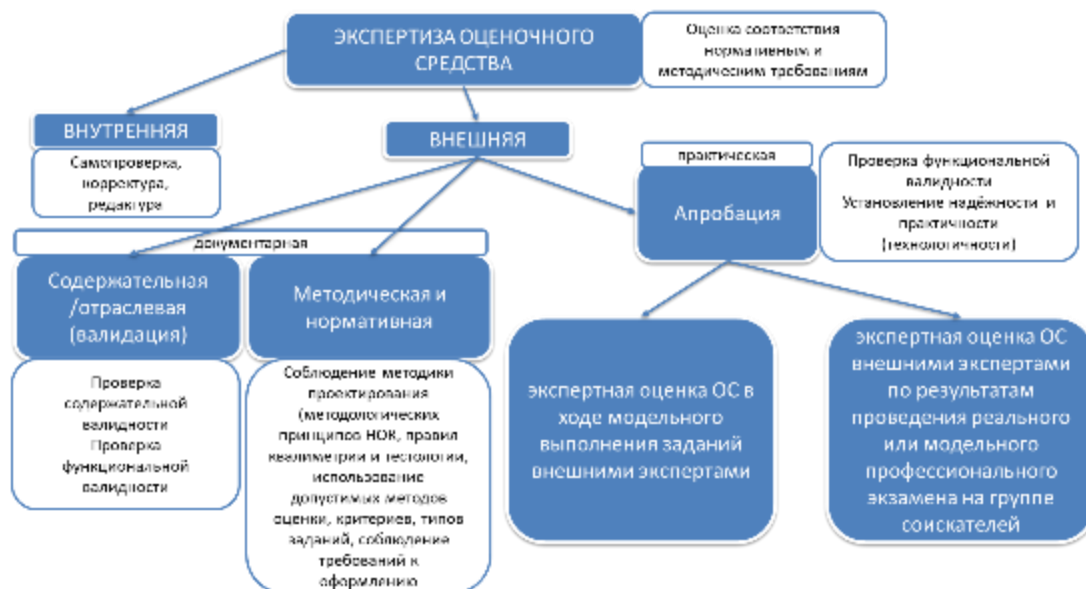 ЭКСПЕРТИЗА ОЦЕНОЧНОГО
СРЕДСТВА
Оценка соответствия
нормативным и
методическим требованиям
ВНУТРЕННЯЯ
Самопроверка,
корректура,
редактура
ВНЕШНЯЯ
практическая
Апробация
Проверка функциональной
валидности
Установление надёжности и
практичности
(технологичности)
документарная
Содержательная
/отраслевая
(валидация)
Проверка
содержательной
валидности
Проверка
функциональной
валидности
Методическая и
нормативная
Соблюдение методики
проектирования
(методологических
принципов НОК, правил
квалиметрии и тестологии,
использование
допустимых методов
оценки, критериев, типов
заданий, соблюдение
требований к
оформлению
экспертная оценка ОС в
ходе модельного
выполнения заданий
внешними экспертами
экспертная оценка ОС
внешними экспертами
по результатам
проведения реального
или модельного
профессионального
экзамена на группе
соискателей